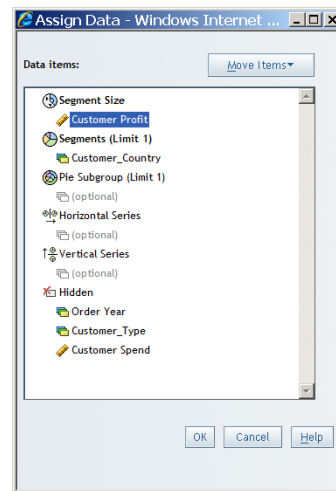 Assign Data - Windows Internet ...
Data items:
Move Items
Segment Size
Customer Profit
Segments (Limit 1)
Customer_Country
Pie Subgroup (Limit 1)
(optional)
Horizontal Series
(optional)
Vertical Series
(optional)
Hidden
Order Year
Customer_Type
Customer Spend
OK Cancel Help